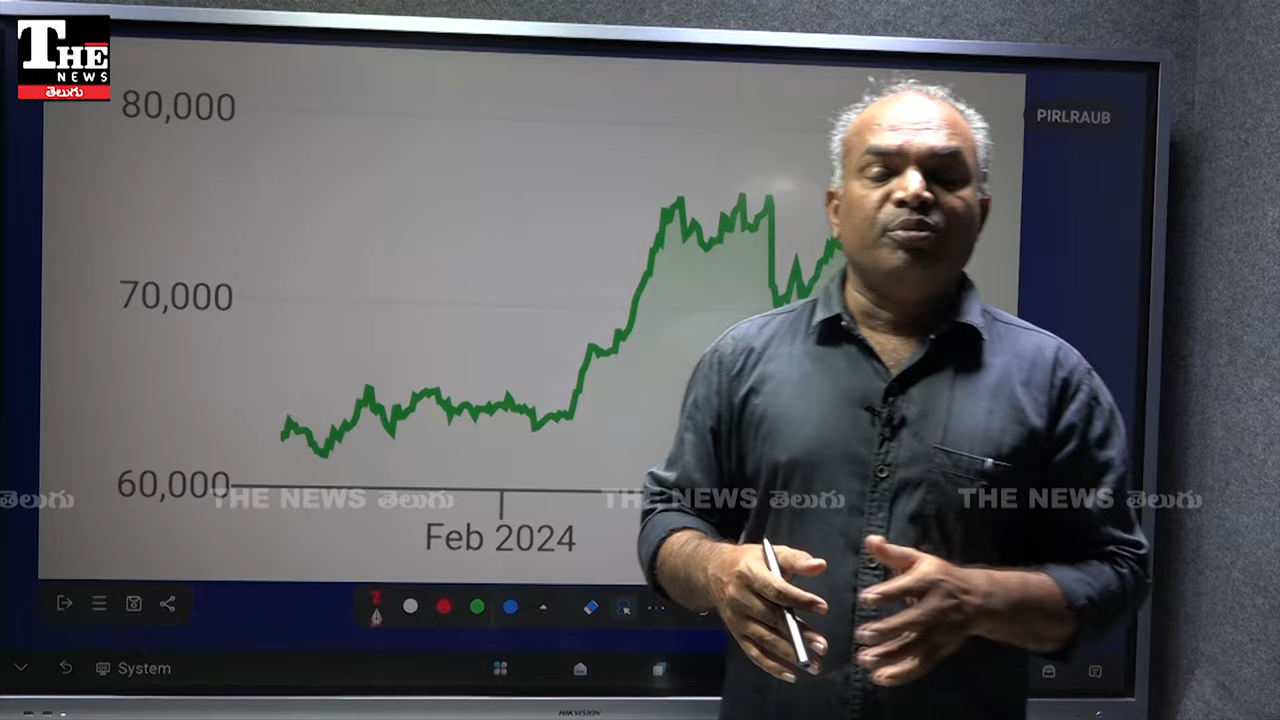 THE
NEWS
తెలుగు
80,000
PIRLRAUB
70,000
60,000
తెలుగు THE NEWS తెలుగు THE NEWS తెలుగు THE NEWS తెలుగు
Feb 2024
System
HIKVISION